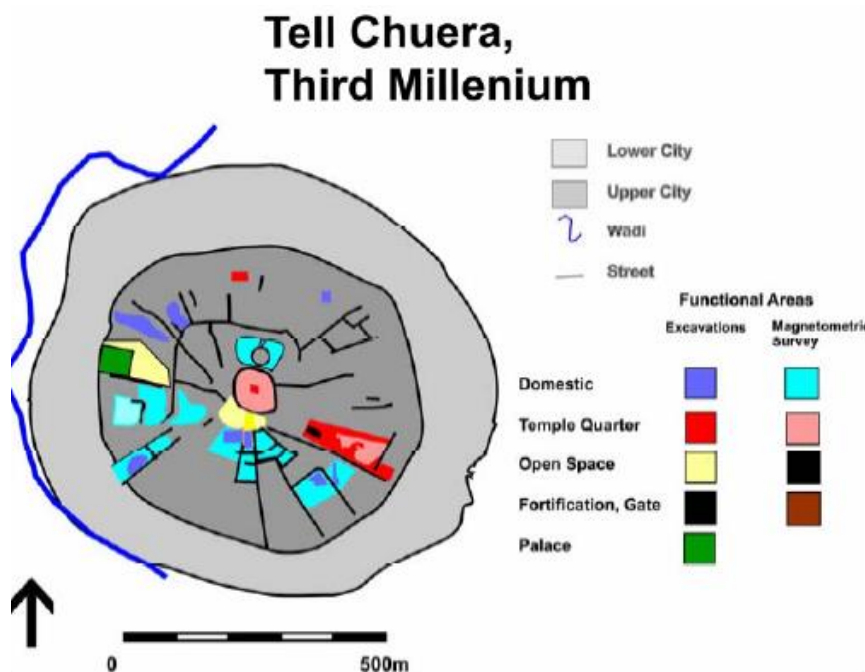 Tell Chuera,
Third Millenium
Lower City
Upper City
Wadi
Street
Functional Areas
Excavations Magnetometric Survey
Domestic
Temple Quarter
Open Space
Fortification, Gate
Palace
0 500m